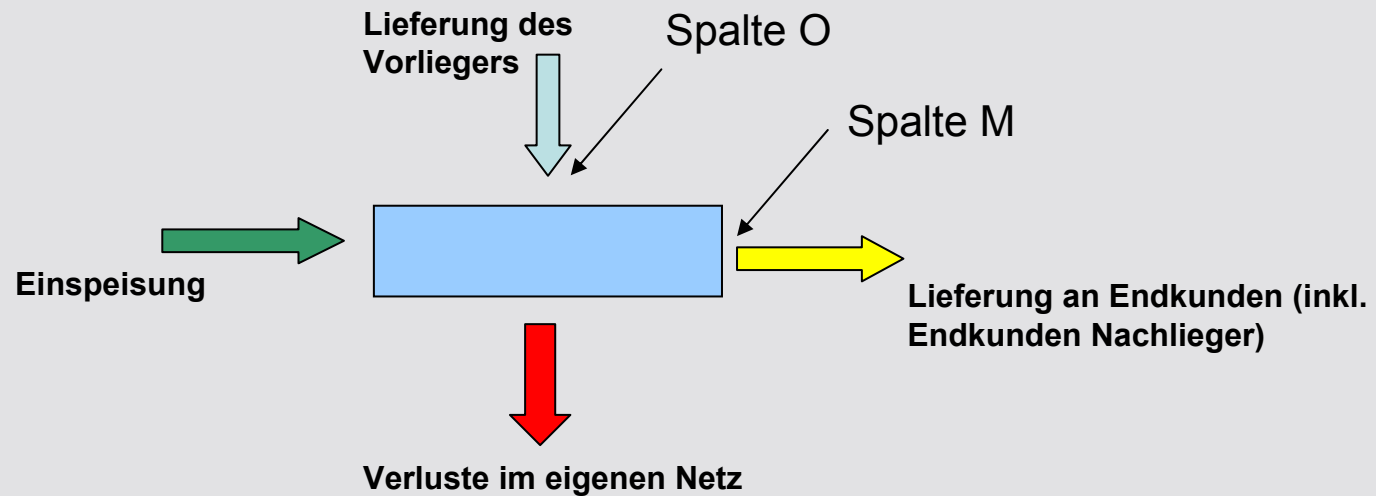 Lieferung des
Vorliegers
Spalte O
Spalte M
Einspeisung
Lieferung an Endkunden (inkl.
Endkunden Nachlieger)
Verluste im eigenen Netz